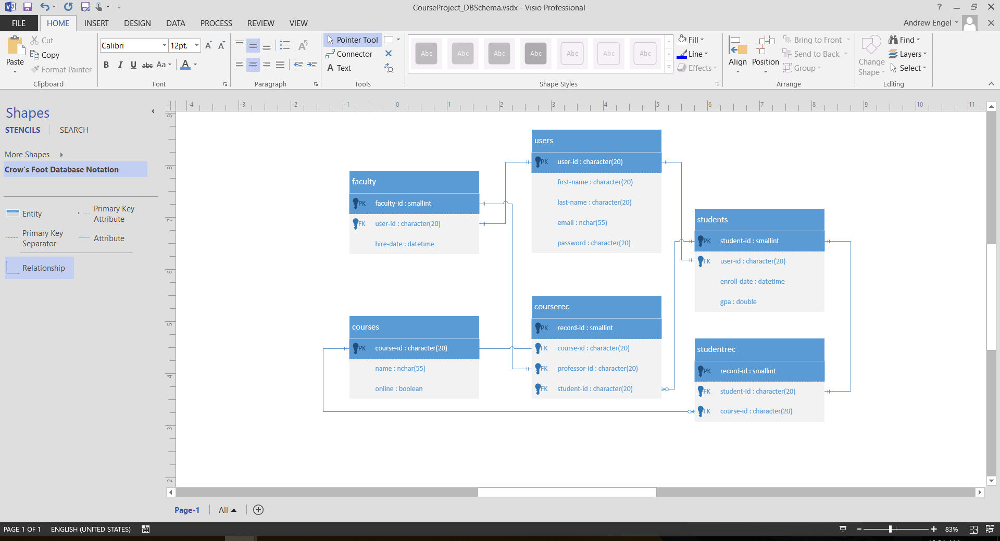 CourseProject_DBSchema.vsdx - Visio Professional
?
FILE
HOME
INSERT
DESIGN
DATA
PROCESS
REVIEW
VIEW
Andrew Engel
Paste
Cut
Copy
Format Painter
Clipboard
Calibri
12pt.
A
A
B
I
U
abc
Aa
A
Font
Paragraph
Pointer Tool
Connector
A Text
Tools
Abc
Abc
Abc
Abc
Abc
Abc
Abc
Shape Styles
Fill
Line
Effects
Align
Position
Bring to Front
Send to Back
Group
Arrange
Change
Shape
Find
Layers
Select
Editing
Shapes
STENCILS
SEARCH
More Shapes
Crow's Foot Database Notation
Entity
Primary Key
Attribute
Primary Key
Separator
Attribute
Relationship
-4 -3 -2 -1 0 1 2 3 4 5 6 7 8 9 10 11
9
8
7
6
5
4
3
2
users
PK user-id : character(20)
first-name : character(20)
last-name : character(20)
email : nchar(55)
password : character(20)
faculty
PK faculty-id : smallint
FK user-id : character(20)
hire-date : datetime
students
PK student-id : smallint
FK user-id : character(20)
enroll-date : datetime
gpa : double
courserec
PK record-id : smallint
FK course-id : character(20)
FK professor-id : character(20)
FK student-id : character(20)
courses
PK course-id : character(20)
name : nchar(55)
online : boolean
studentrec
PK record-id : smallint
FK student-id : character(20)
FK course-id : character(20)
Page-1
All
PAGE 1 OF 1
ENGLISH (UNITED STATES)
83%